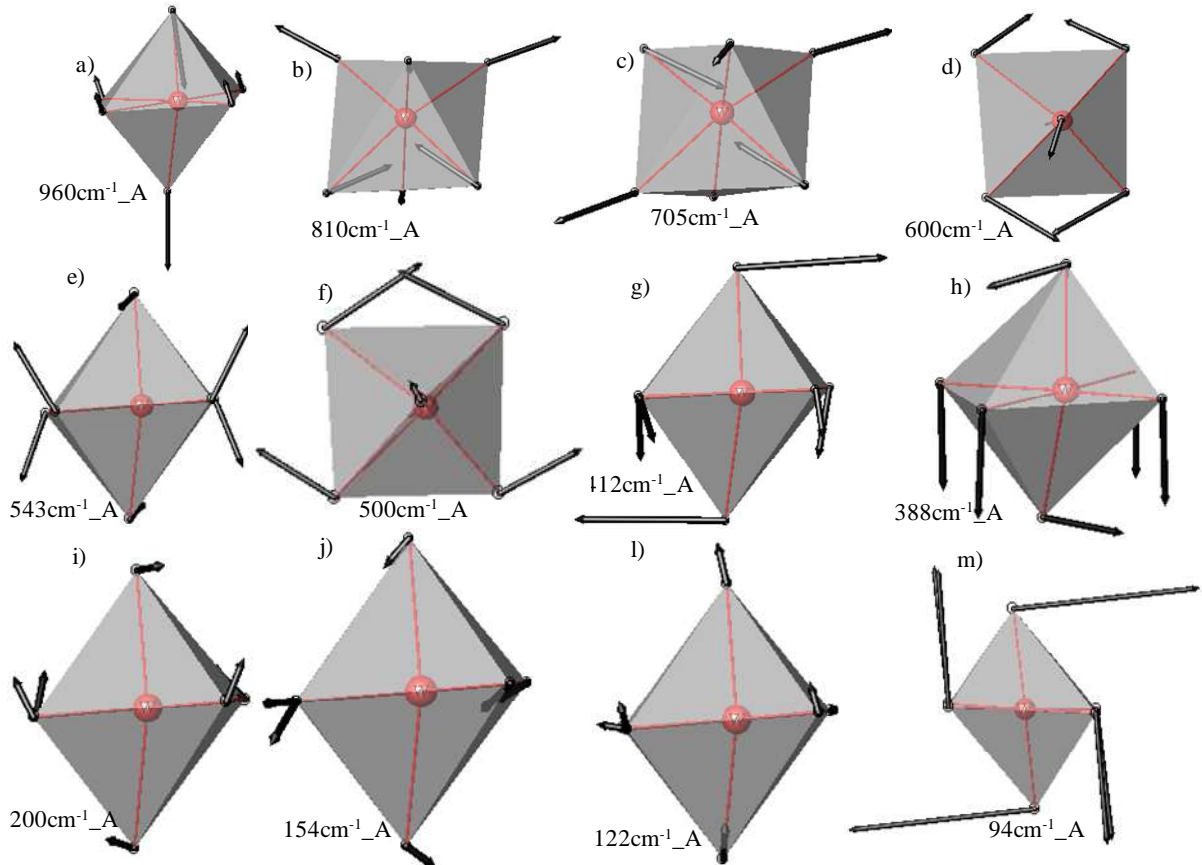 a)
960cm⁻¹_A
b)
810cm⁻¹_A
c)
705cm⁻¹_A
d)
600cm⁻¹_A
e)
543cm⁻¹_A
f)
500cm⁻¹_A
g)
412cm⁻¹_A
h)
388cm⁻¹_A
i)
200cm⁻¹_A
j)
154cm⁻¹_A
l)
122cm⁻¹_A
m)
94cm⁻¹_A